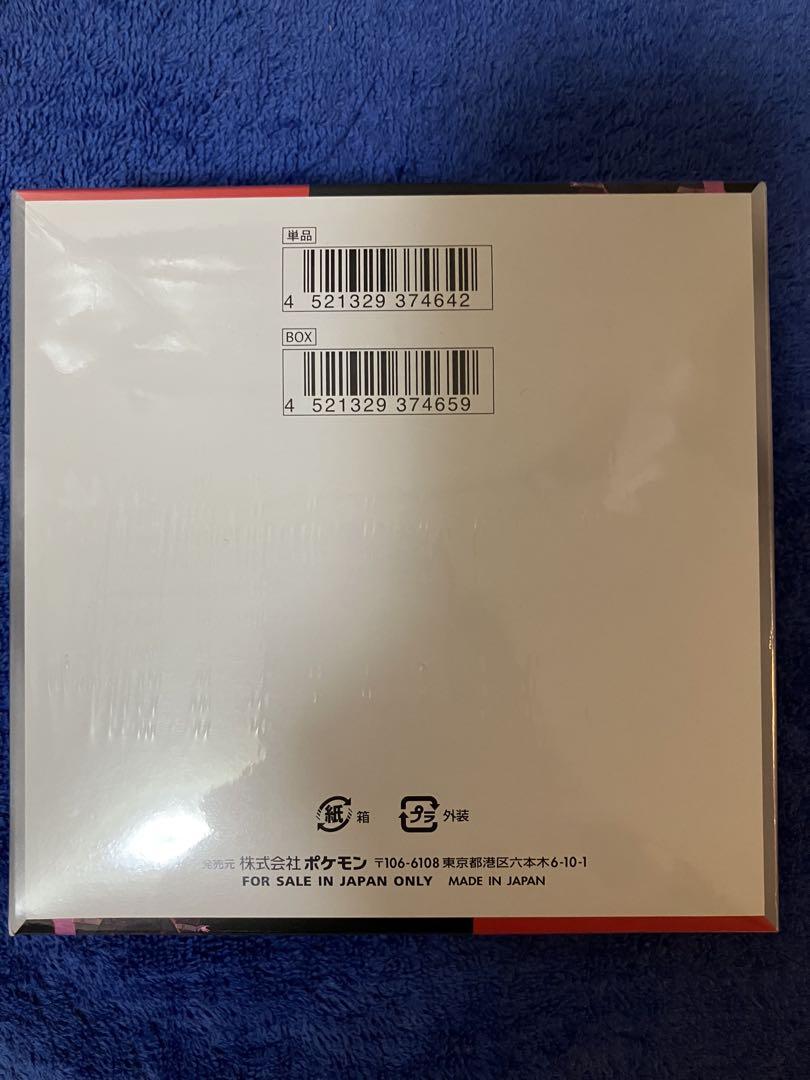 単品
4 521329 374642
BOX
4 521329 374659
紙 箱 プラ 外装
発売元 株式会社ポケモン 〒106-6108 東京都港区六本木6-10-1
FOR SALE IN JAPAN ONLY MADE IN JAPAN